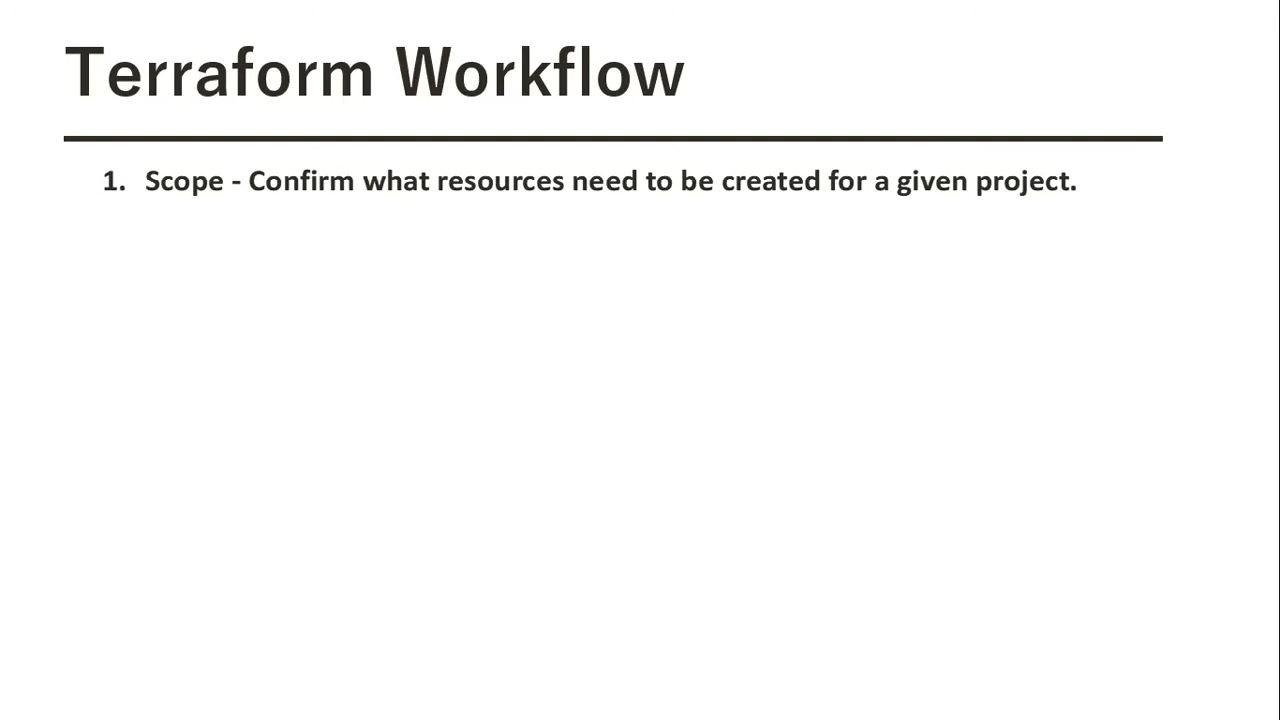 Terraform Workflow
1. Scope - Confirm what resources need to be created for a given project.